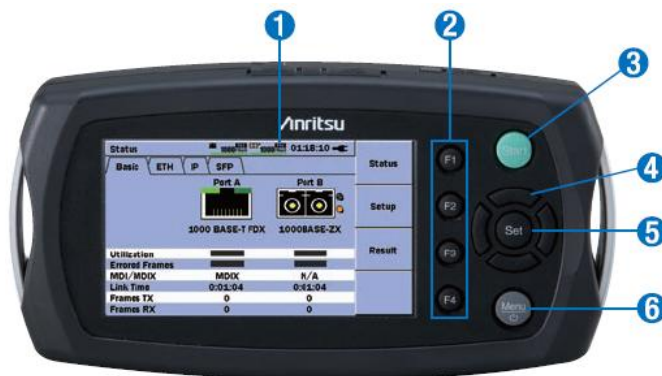 1
2
3
Anritsu
Status 01:18:10
Status
F1
Start
Basic ETH IP SFP
4
Port A Port B
Setup
F2
Set
5
1000 BASE-T FDX 1000BASE-ZX
Result
F3
Utilization
Errored Frames
MDI/MDIX MDIX N/A
Link Time 0:01:04 0:01:04
Frames TX 0 0
Frames RX 0 0
F4
Menu
6